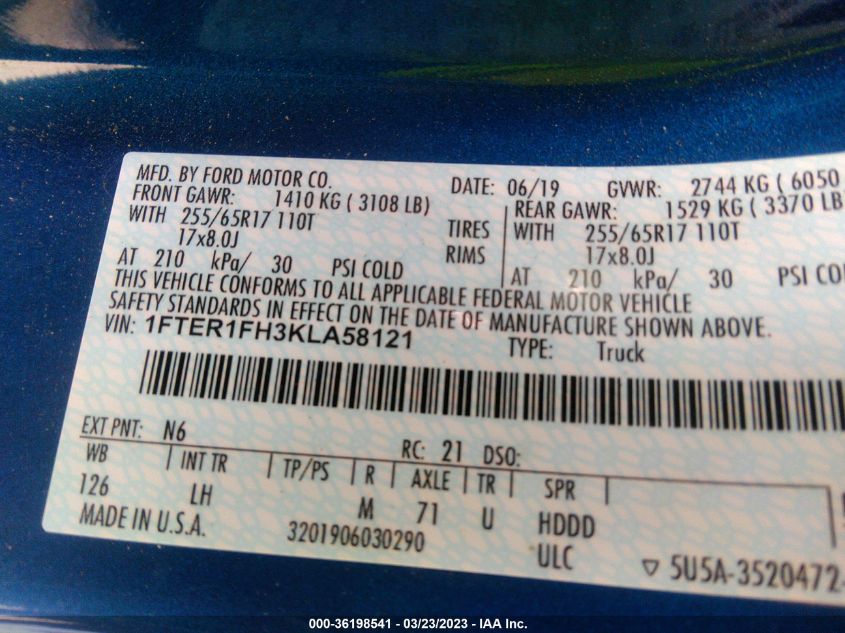 MFD. BY FORD MOTOR CO. DATE: 06/19 GVWR: 2744 KG ( 6050
FRONT GAWR: 1410 KG ( 3108 LB) REAR GAWR: 1529 KG ( 3370 LB
WITH 255/65R17 110T TIRES WITH 255/65R17 110T
17x8.0J RIMS 17x8.0J
AT 210 kPa/ 30 PSI COLD AT 210 kPa/ 30 PSI COL
THIS VEHICLE CONFORMS TO ALL APPLICABLE FEDERAL MOTOR VEHICLE
SAFETY STANDARDS IN EFFECT ON THE DATE OF MANUFACTURE SHOWN ABOVE.
VIN: 1FTER1FH3KLA58121 TYPE: Truck
EXT PNT: N6 RC: 21 DSO:
WB INT TR TP/PS R AXLE TR SPR
126 LH M 71 U HDDD
MADE IN U.S.A. 3201906030290 ULC ▽ 5U5A-3520472-
000-36198541 - 03/23/2023 - IAA Inc.